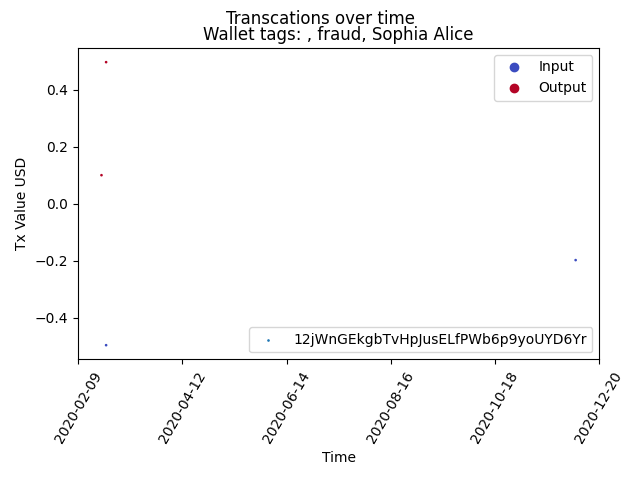 Transcations over time
Wallet tags: , fraud, Sophia Alice
Input
Output
0.4
0.2
0.0
−0.2
−0.4
Tx Value USD
12jWnGEkgbTvHpJusELfPWb6p9yoUYD6Yr
2020-02-09
2020-04-12
2020-06-14
2020-08-16
2020-10-18
2020-12-20
Time